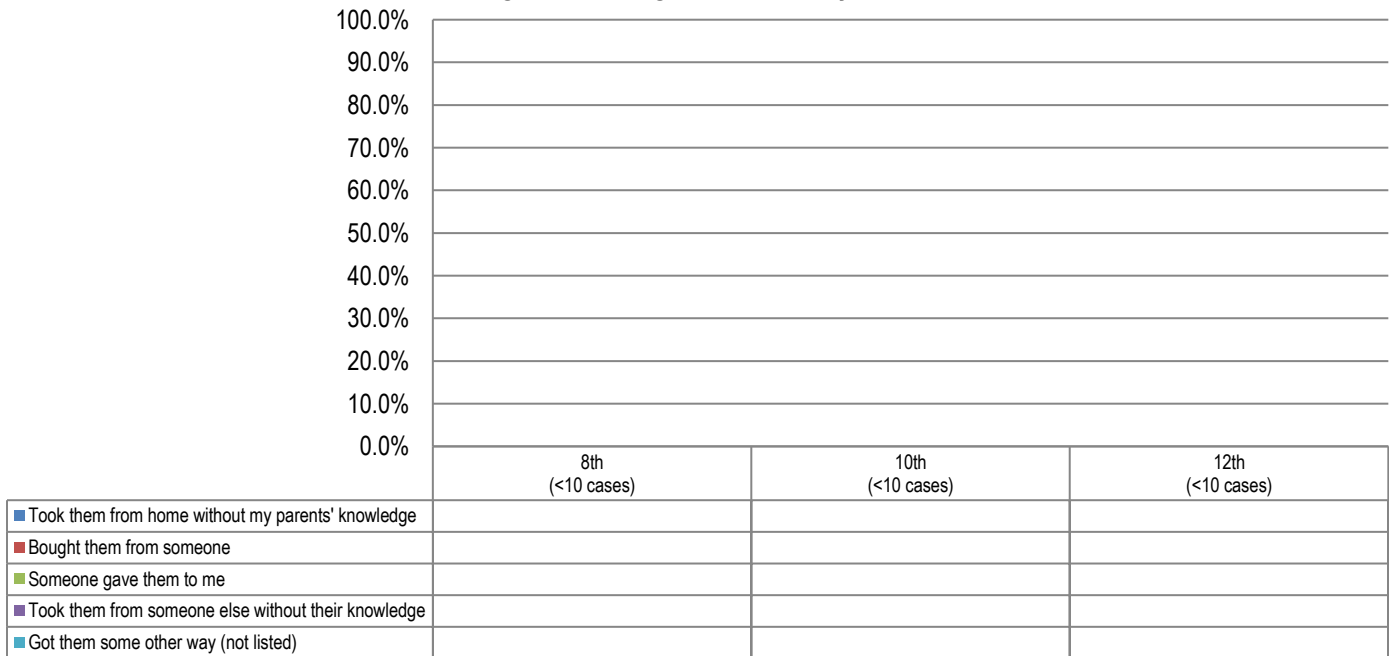 100.0%
90.0%
80.0%
70.0%
60.0%
50.0%
40.0%
30.0%
20.0%
10.0%
0.0%
8th 10th 12th
(<10 cases) (<10 cases) (<10 cases)
Took them from home without my parents' knowledge
Bought them from someone
Someone gave them to me
Took them from someone else without their knowledge
Got them some other way (not listed)